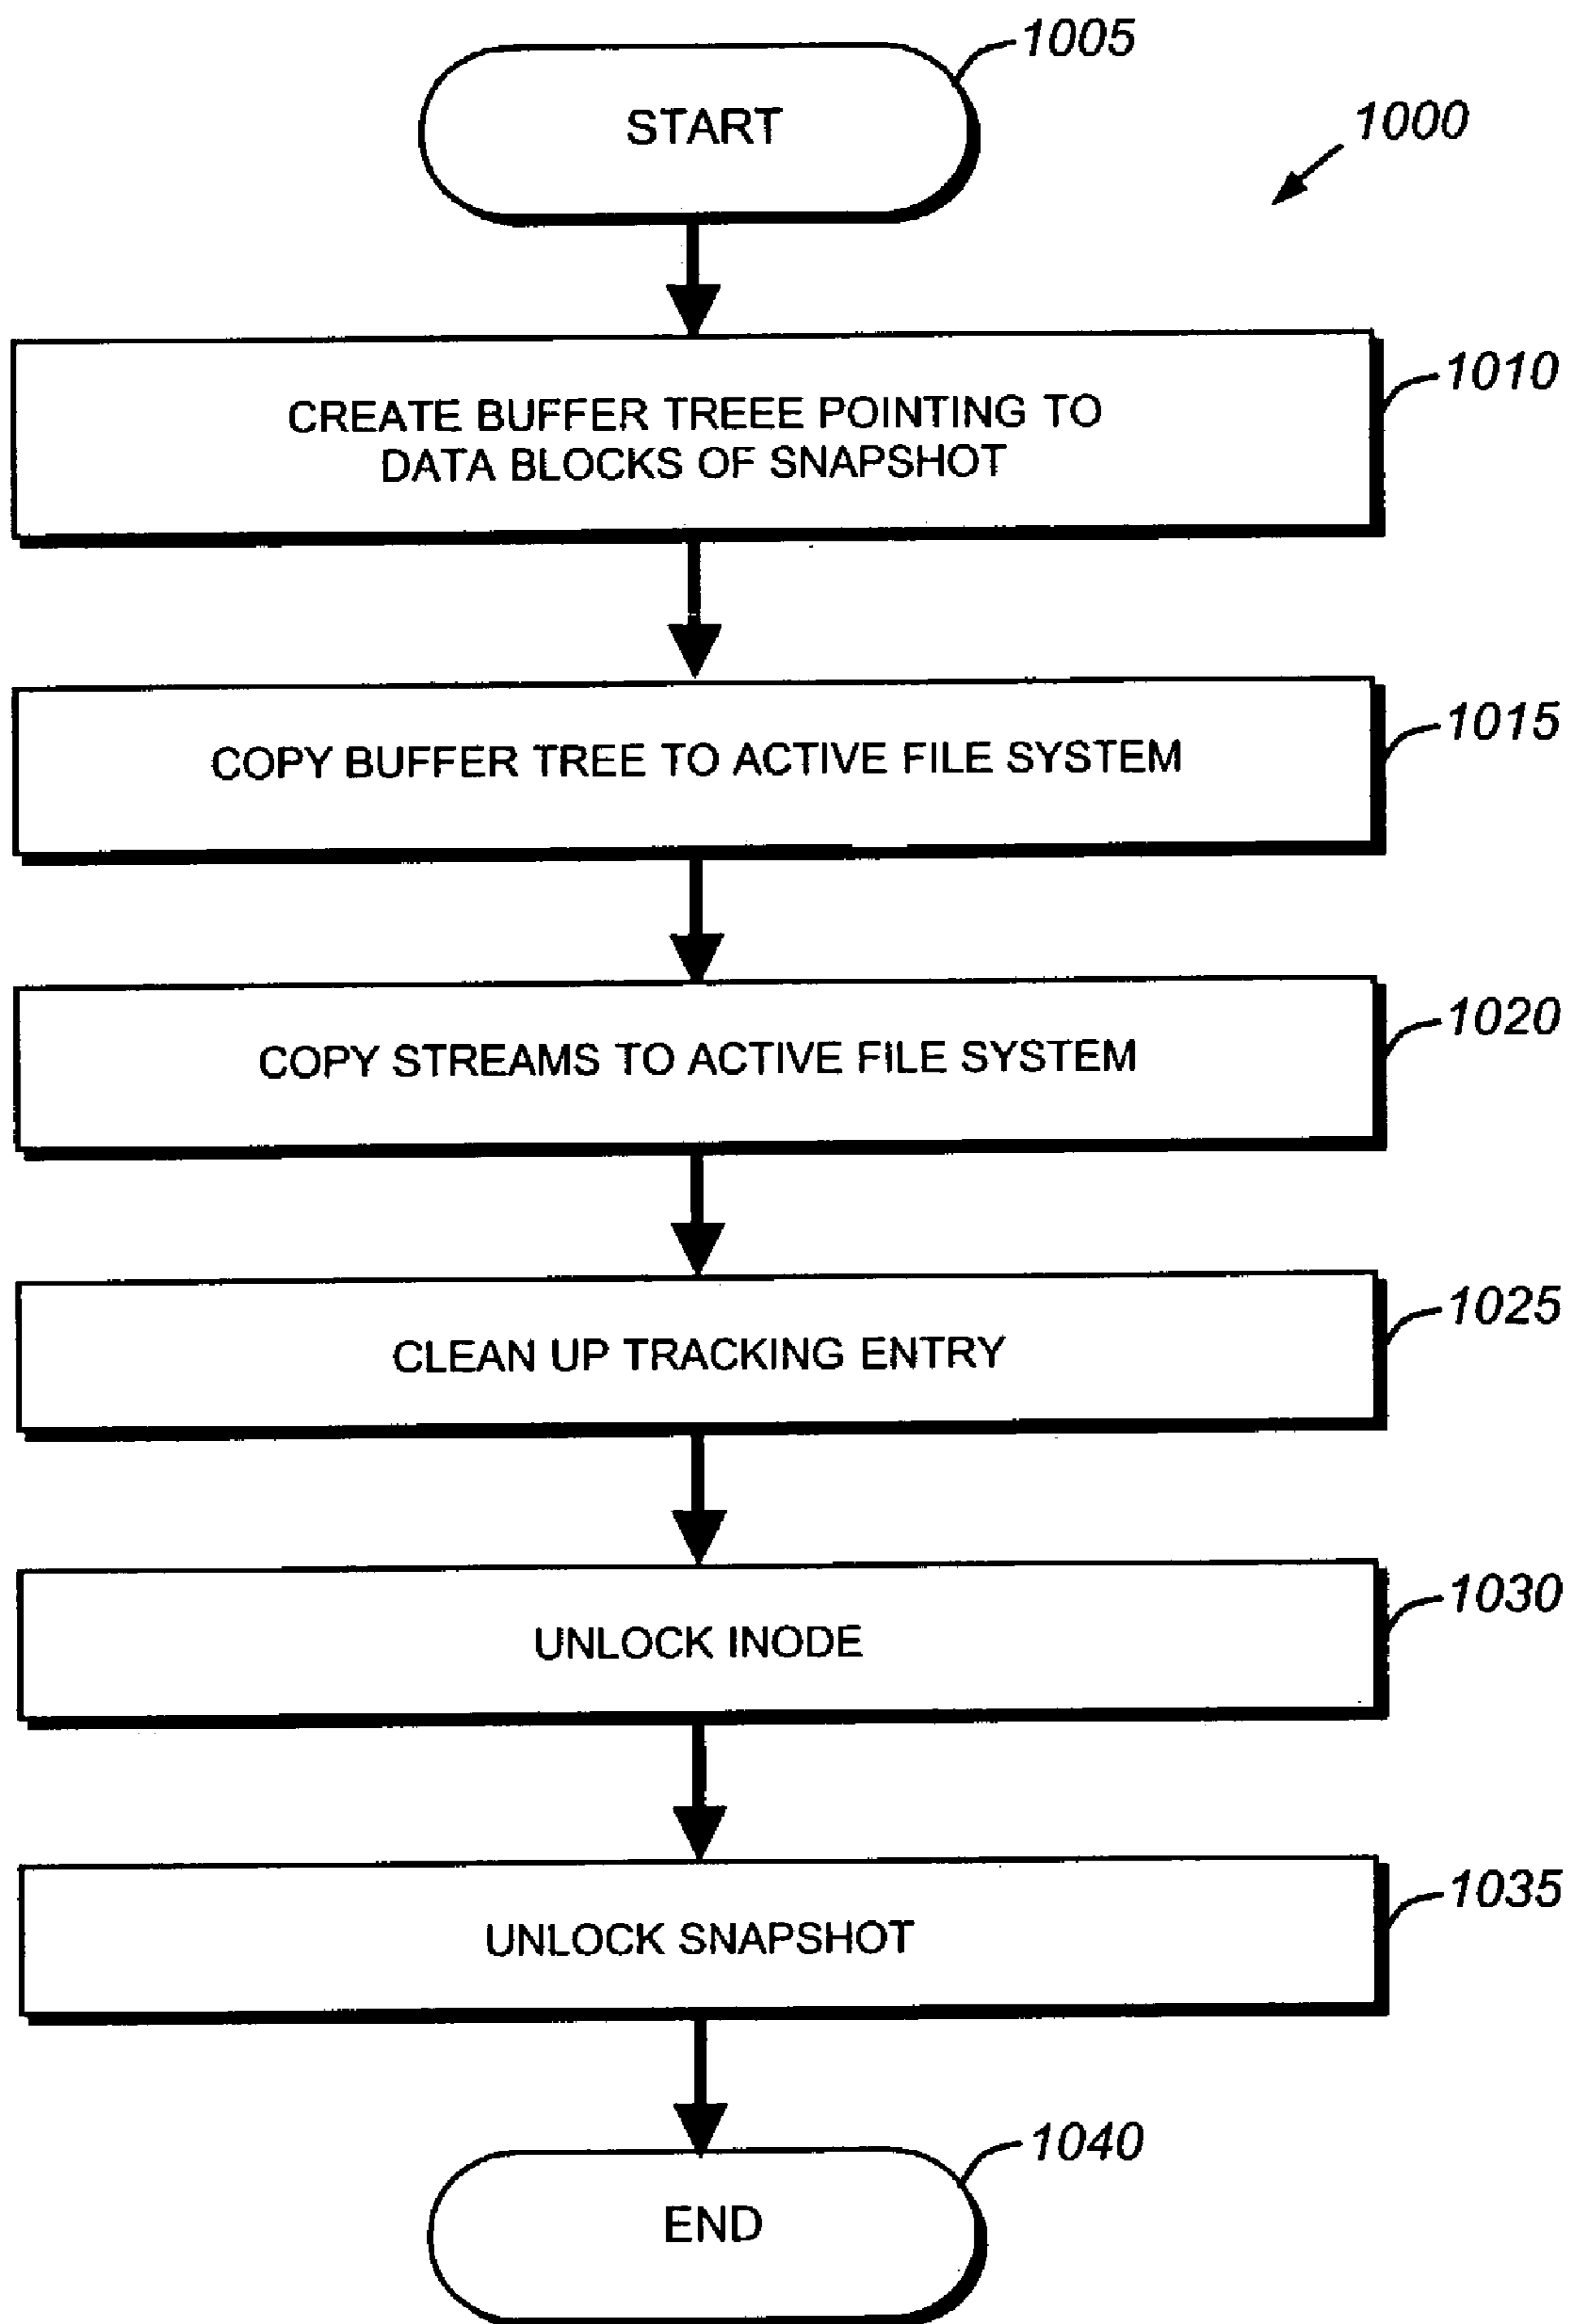 1005
START
1000
1010
CREATE BUFFER TREEE POINTING TO
DATA BLOCKS OF SNAPSHOT
1015
COPY BUFFER TREE TO ACTIVE FILE SYSTEM
1020
COPY STREAMS TO ACTIVE FILE SYSTEM
1025
CLEAN UP TRACKING ENTRY
1030
UNLOCK INODE
1035
UNLOCK SNAPSHOT
1040
END